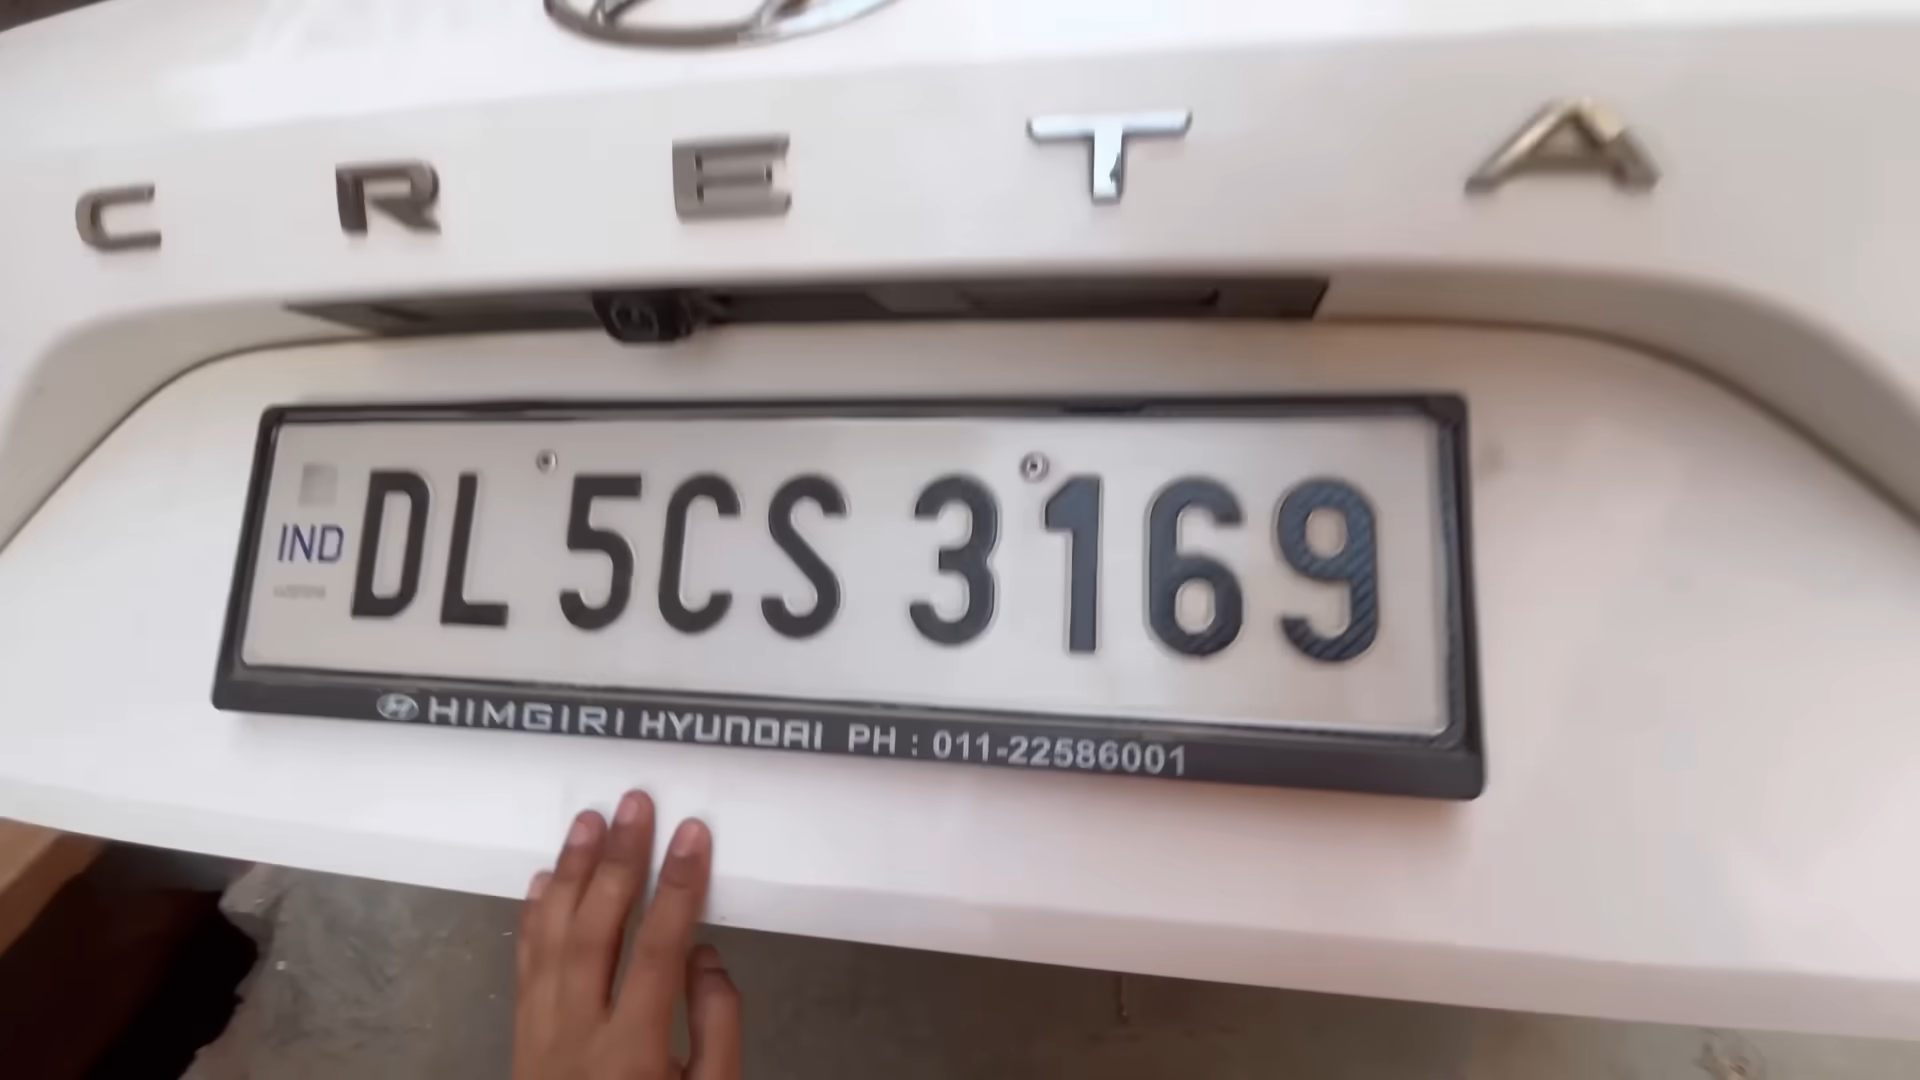 CRETA
IND
DL 5CS 3169
HIMGIRI HYUNDAI PH : 011-22586001